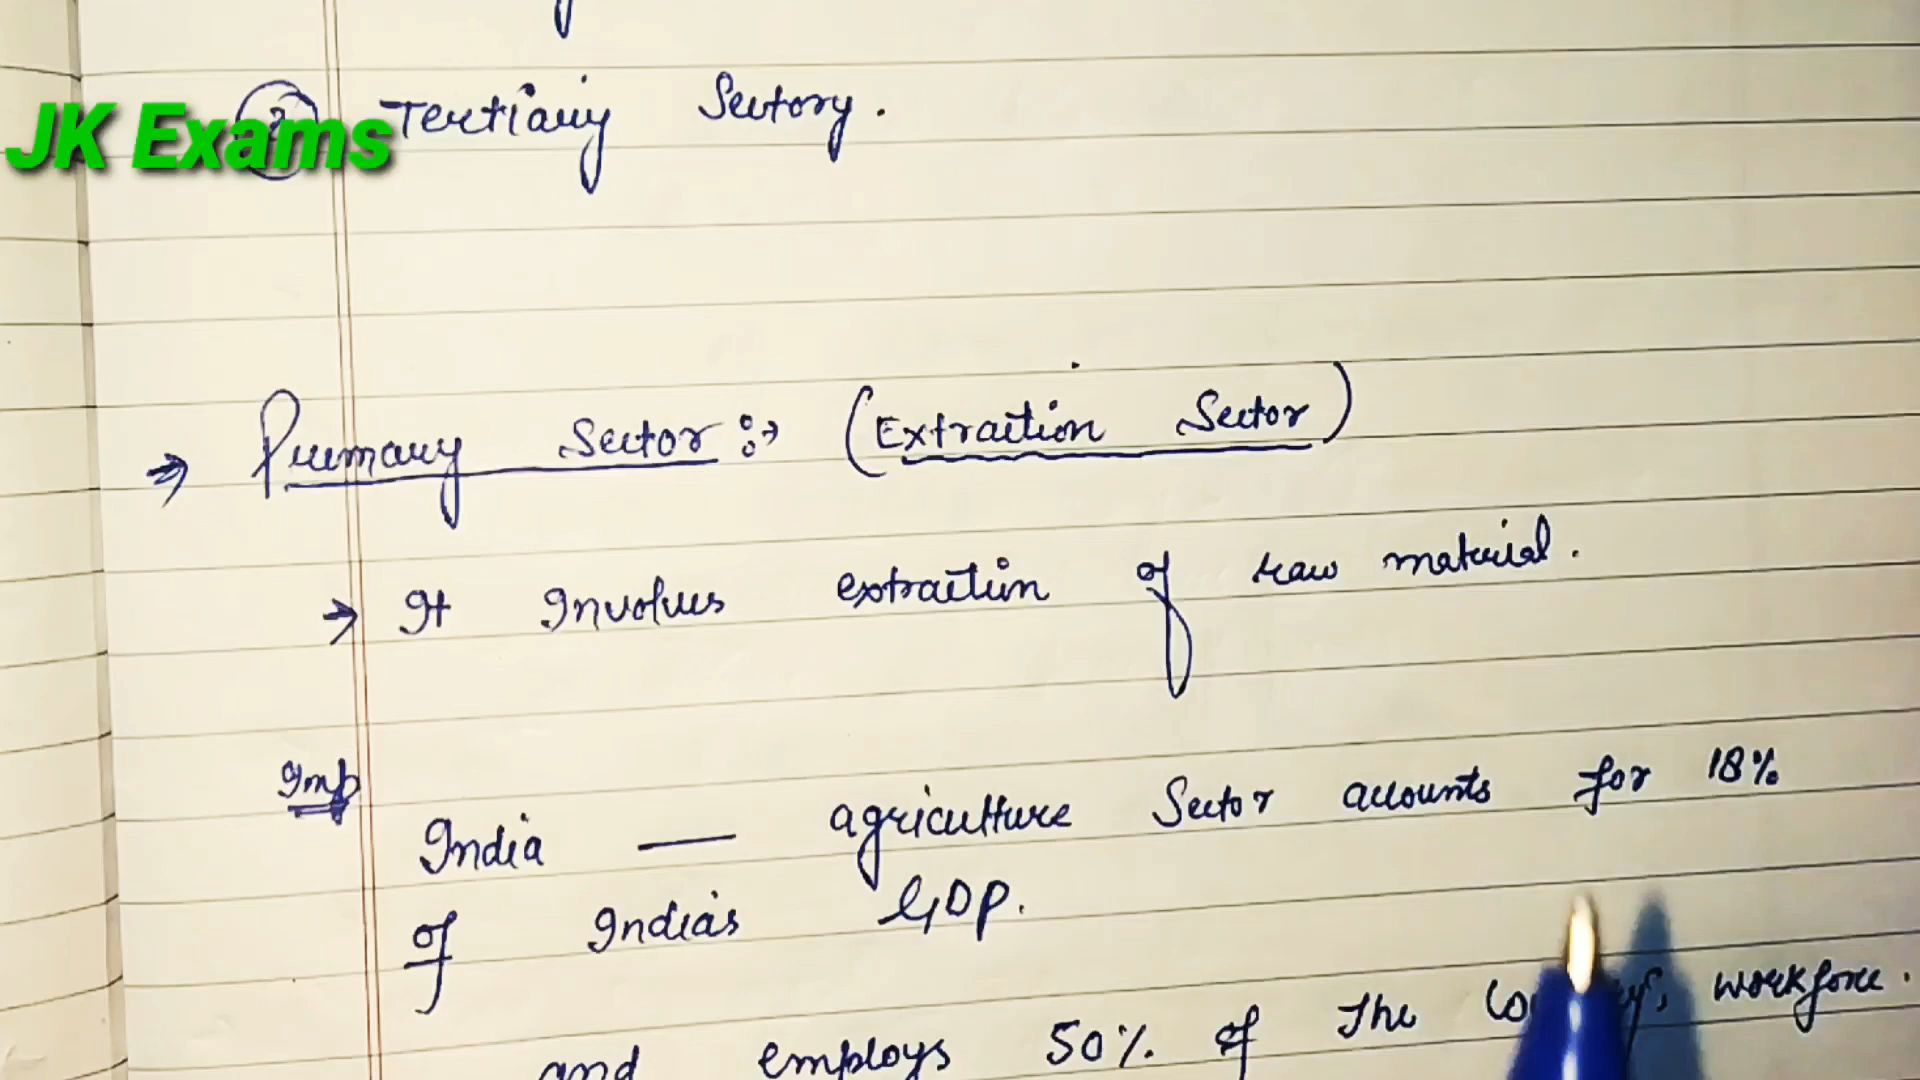 JK Exams
Tertiary Sectory.
⇒ Primary Sector :→ (Extraction Sector)
→ It Involves extraction of raw material.
Imp
India — agriculture Sector accounts for 18%
of India's GDP.
and employs 50% of the workforce.